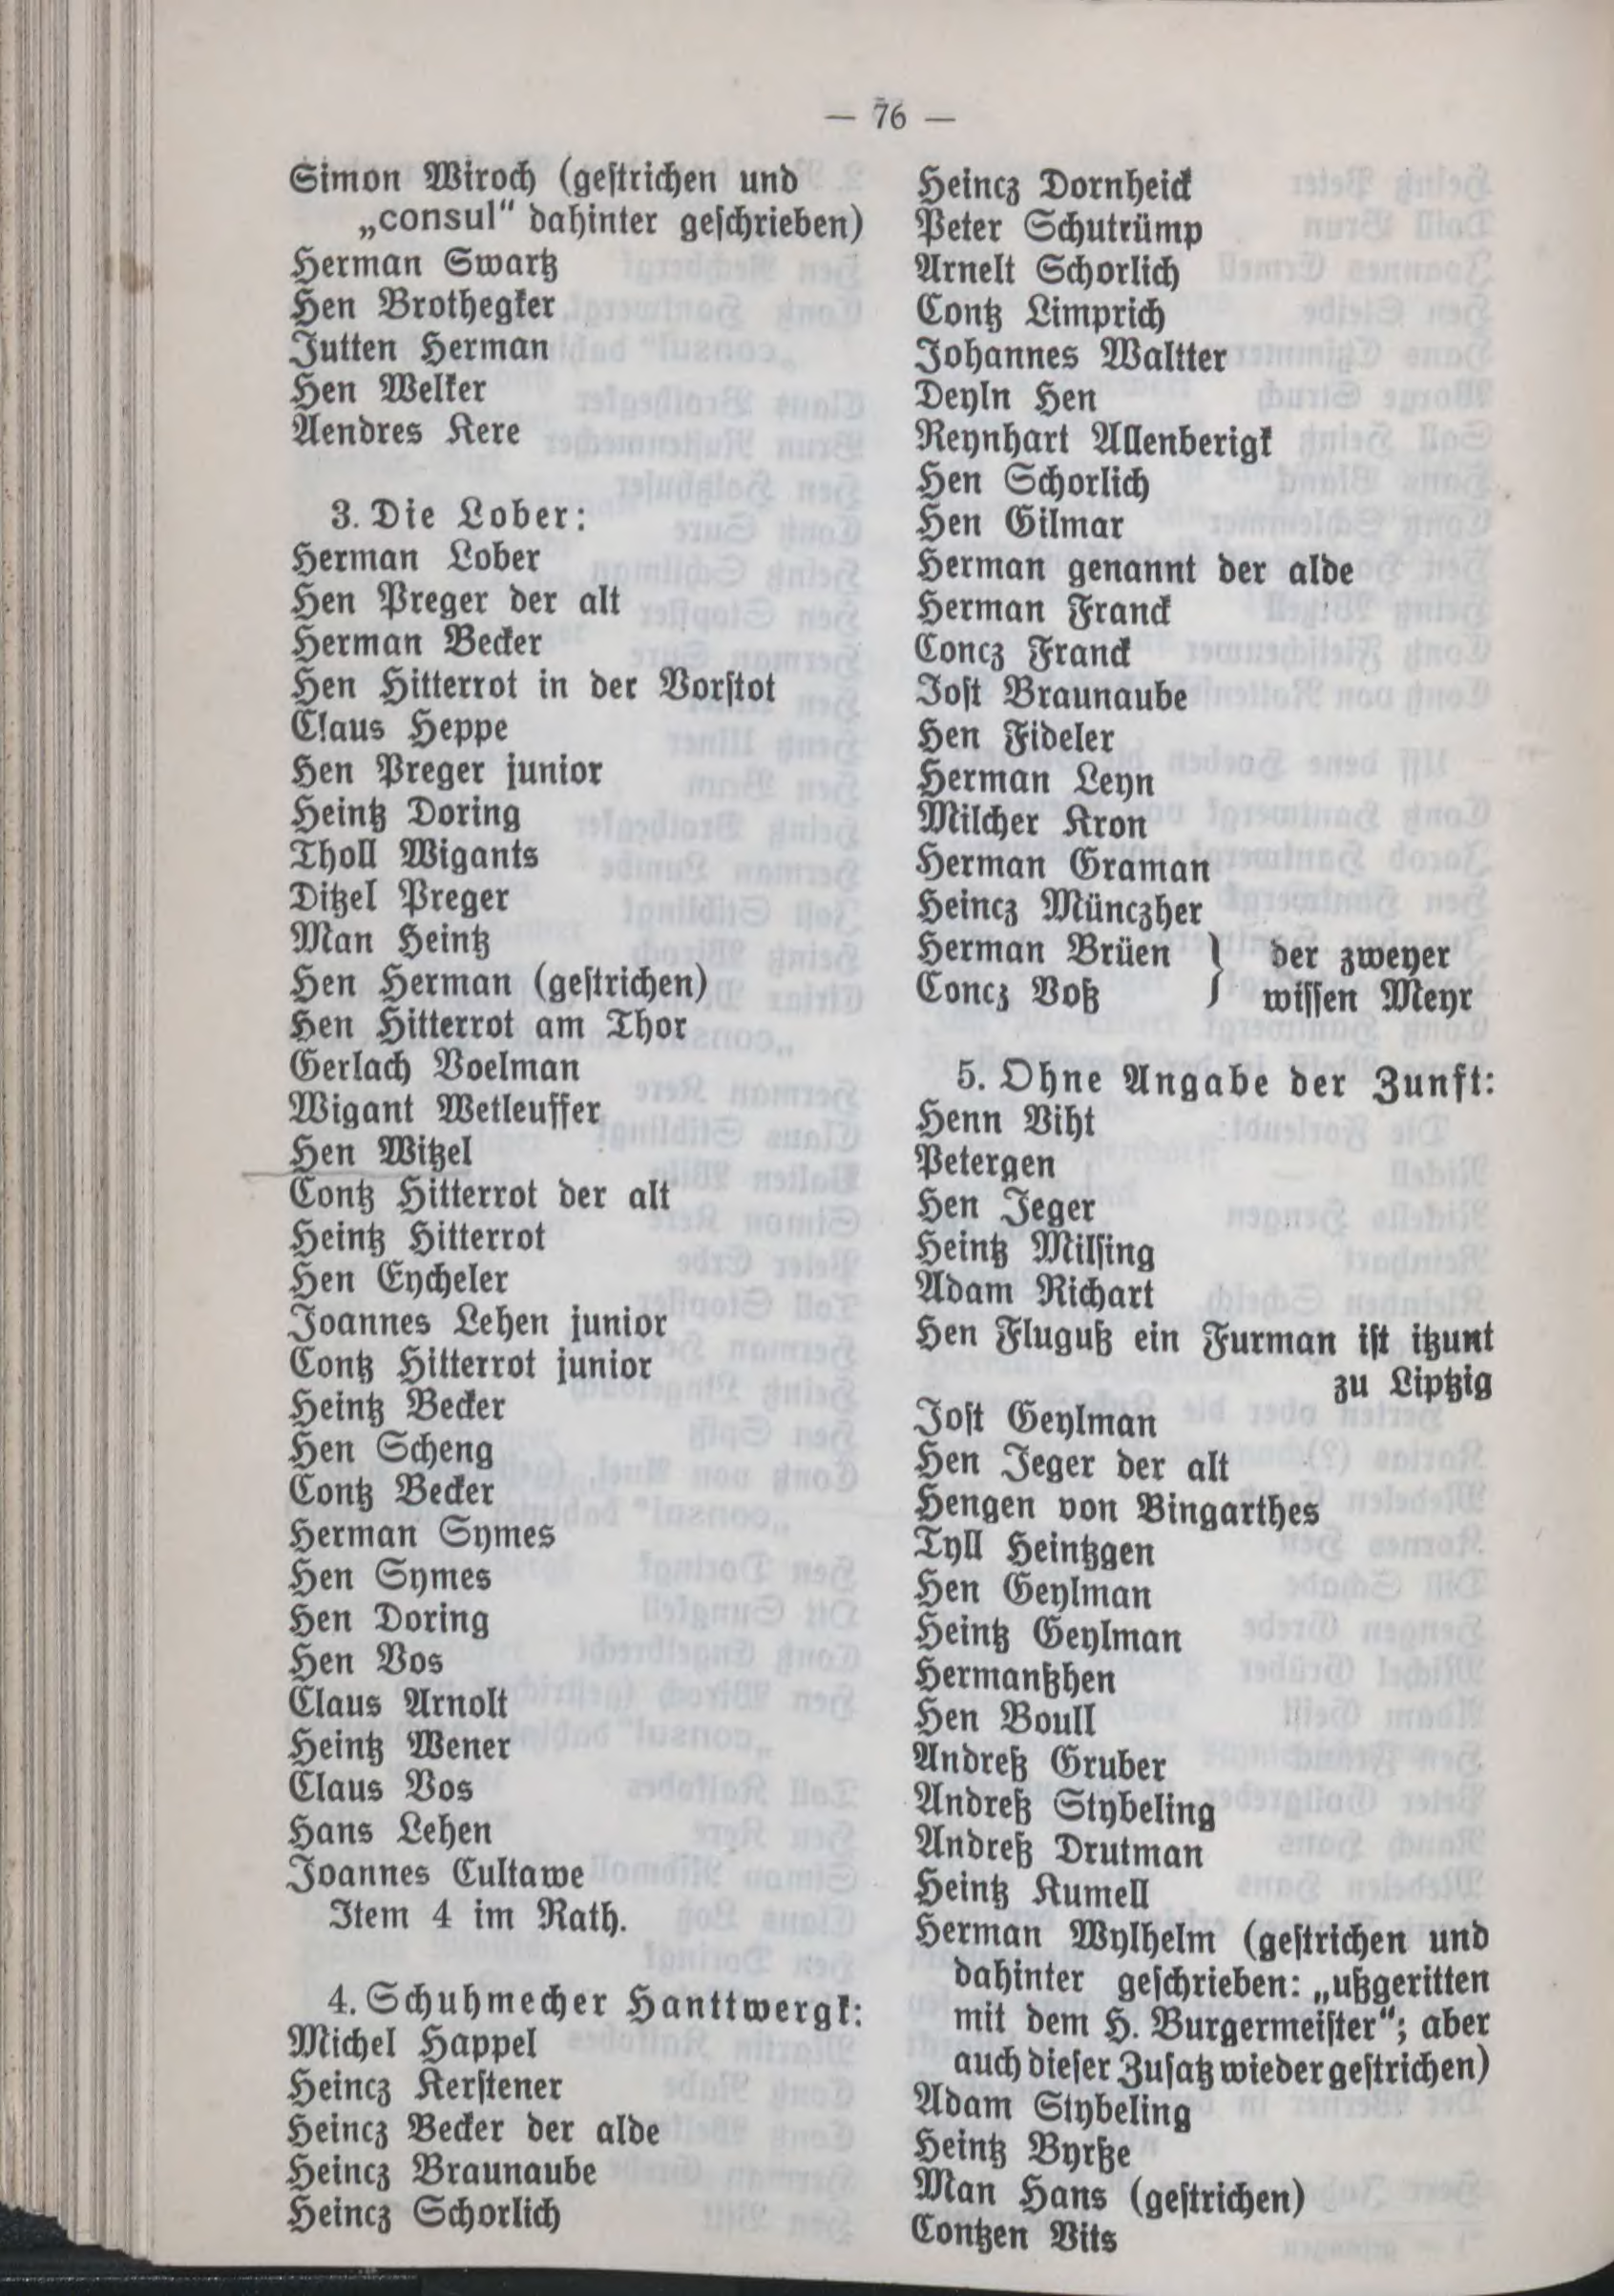 — 76 —
Simon Wiroch (gestrichen und
„consul“ dahinter geschrieben)
Herman Swartz
Hen Brothegker
Jutten Herman
Hen Welker
Aendres Kere
3. Die Lober:
Herman Lober
Hen Preger der alt
Herman Becker
Hen Hitterrot in der Vorstot
Claus Heppe
Hen Preger junior
Heintz Doring
Tholl Wigants
Ditzel Preger
Man Heintz
Hen Herman (gestrichen)
Hen Hitterrot am Thor
Gerlach Voelman
Wigant Wetleuffer
Hen Witzel
Contz Hitterrot der alt
Heintz Hitterrot
Hen Eycheler
Joannes Lehen junior
Contz Hitterrot junior
Heintz Becker
Hen Scheng
Contz Becker
Herman Symes
Hen Symes
Hen Doring
Hen Vos
Claus Arnolt
Heintz Wener
Claus Vos
Hans Lehen
Joannes Cultawe
Item 4 im Rath.
4. Schuhmecher Hanttwergk:
Michel Happel
Heincz Kerstener
Heincz Becker der alde
Heincz Braunaube
Heincz Schorlich
Heincz Dornheick
Peter Schutrümp
Arnelt Schorlich
Contz Limprich
Johannes Waltter
Deyln Hen
Reynhart Allenberigk
Hen Schorlich
Hen Gilmar
Herman genannt der alde
Herman Franck
Concz Franck
Jost Braunaube
Hen Fideler
Herman Leyn
Milcher Kron
Herman Graman
Heincz Münczher
Herman Brüen } der zweyer
Concz Voß wissen Meyr
5. Ohne Angabe der Zunft:
Henn Viht
Petergen
Hen Jeger
Heintz Milsing
Adam Richart
Hen Fluguß ein Furman ist itzunt
zu Liptzig
Jost Geylman
Hen Jeger der alt
Hengen von Bingarthes
Tyll Heintzgen
Hen Geylman
Heintz Geylman
Hermanßhen
Hen Boull
Andreß Gruber
Andreß Stybeling
Andreß Drutman
Heintz Kumell
Herman Wylhelm (gestrichen und
dahinter geschrieben: „ußgeritten
mit dem H. Burgermeister“; aber
auch dieser Zusatz wieder gestrichen)
Adam Stybeling
Heintz Byrße
Man Hans (gestrichen)
Contzen Vits